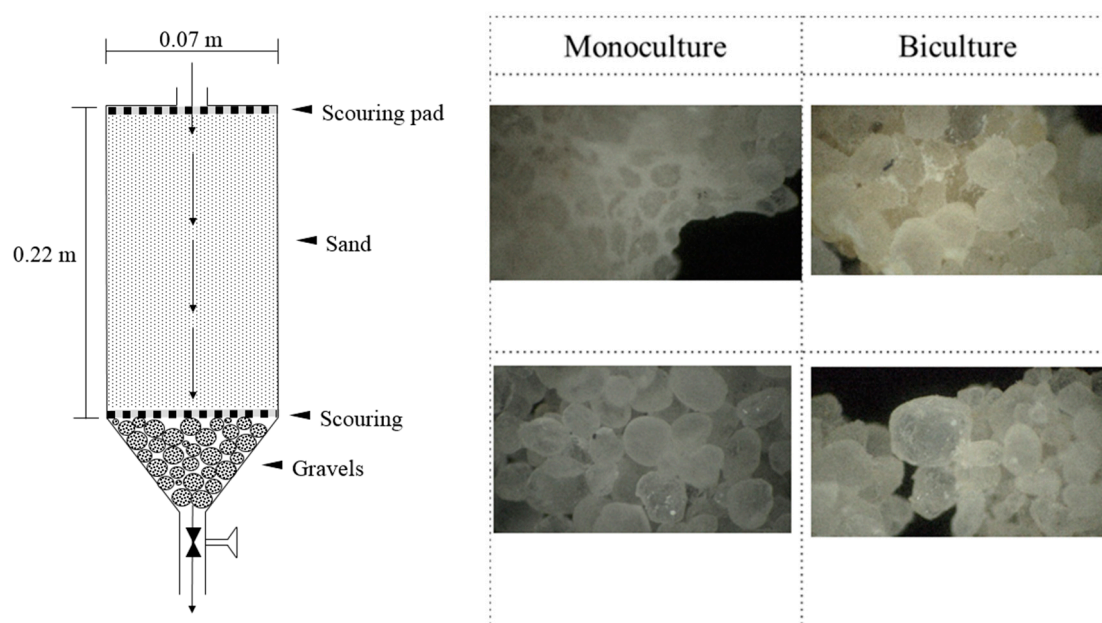 0.07 m
Scouring pad
Sand
0.22 m
Scouring
Gravels
Monoculture
Biculture